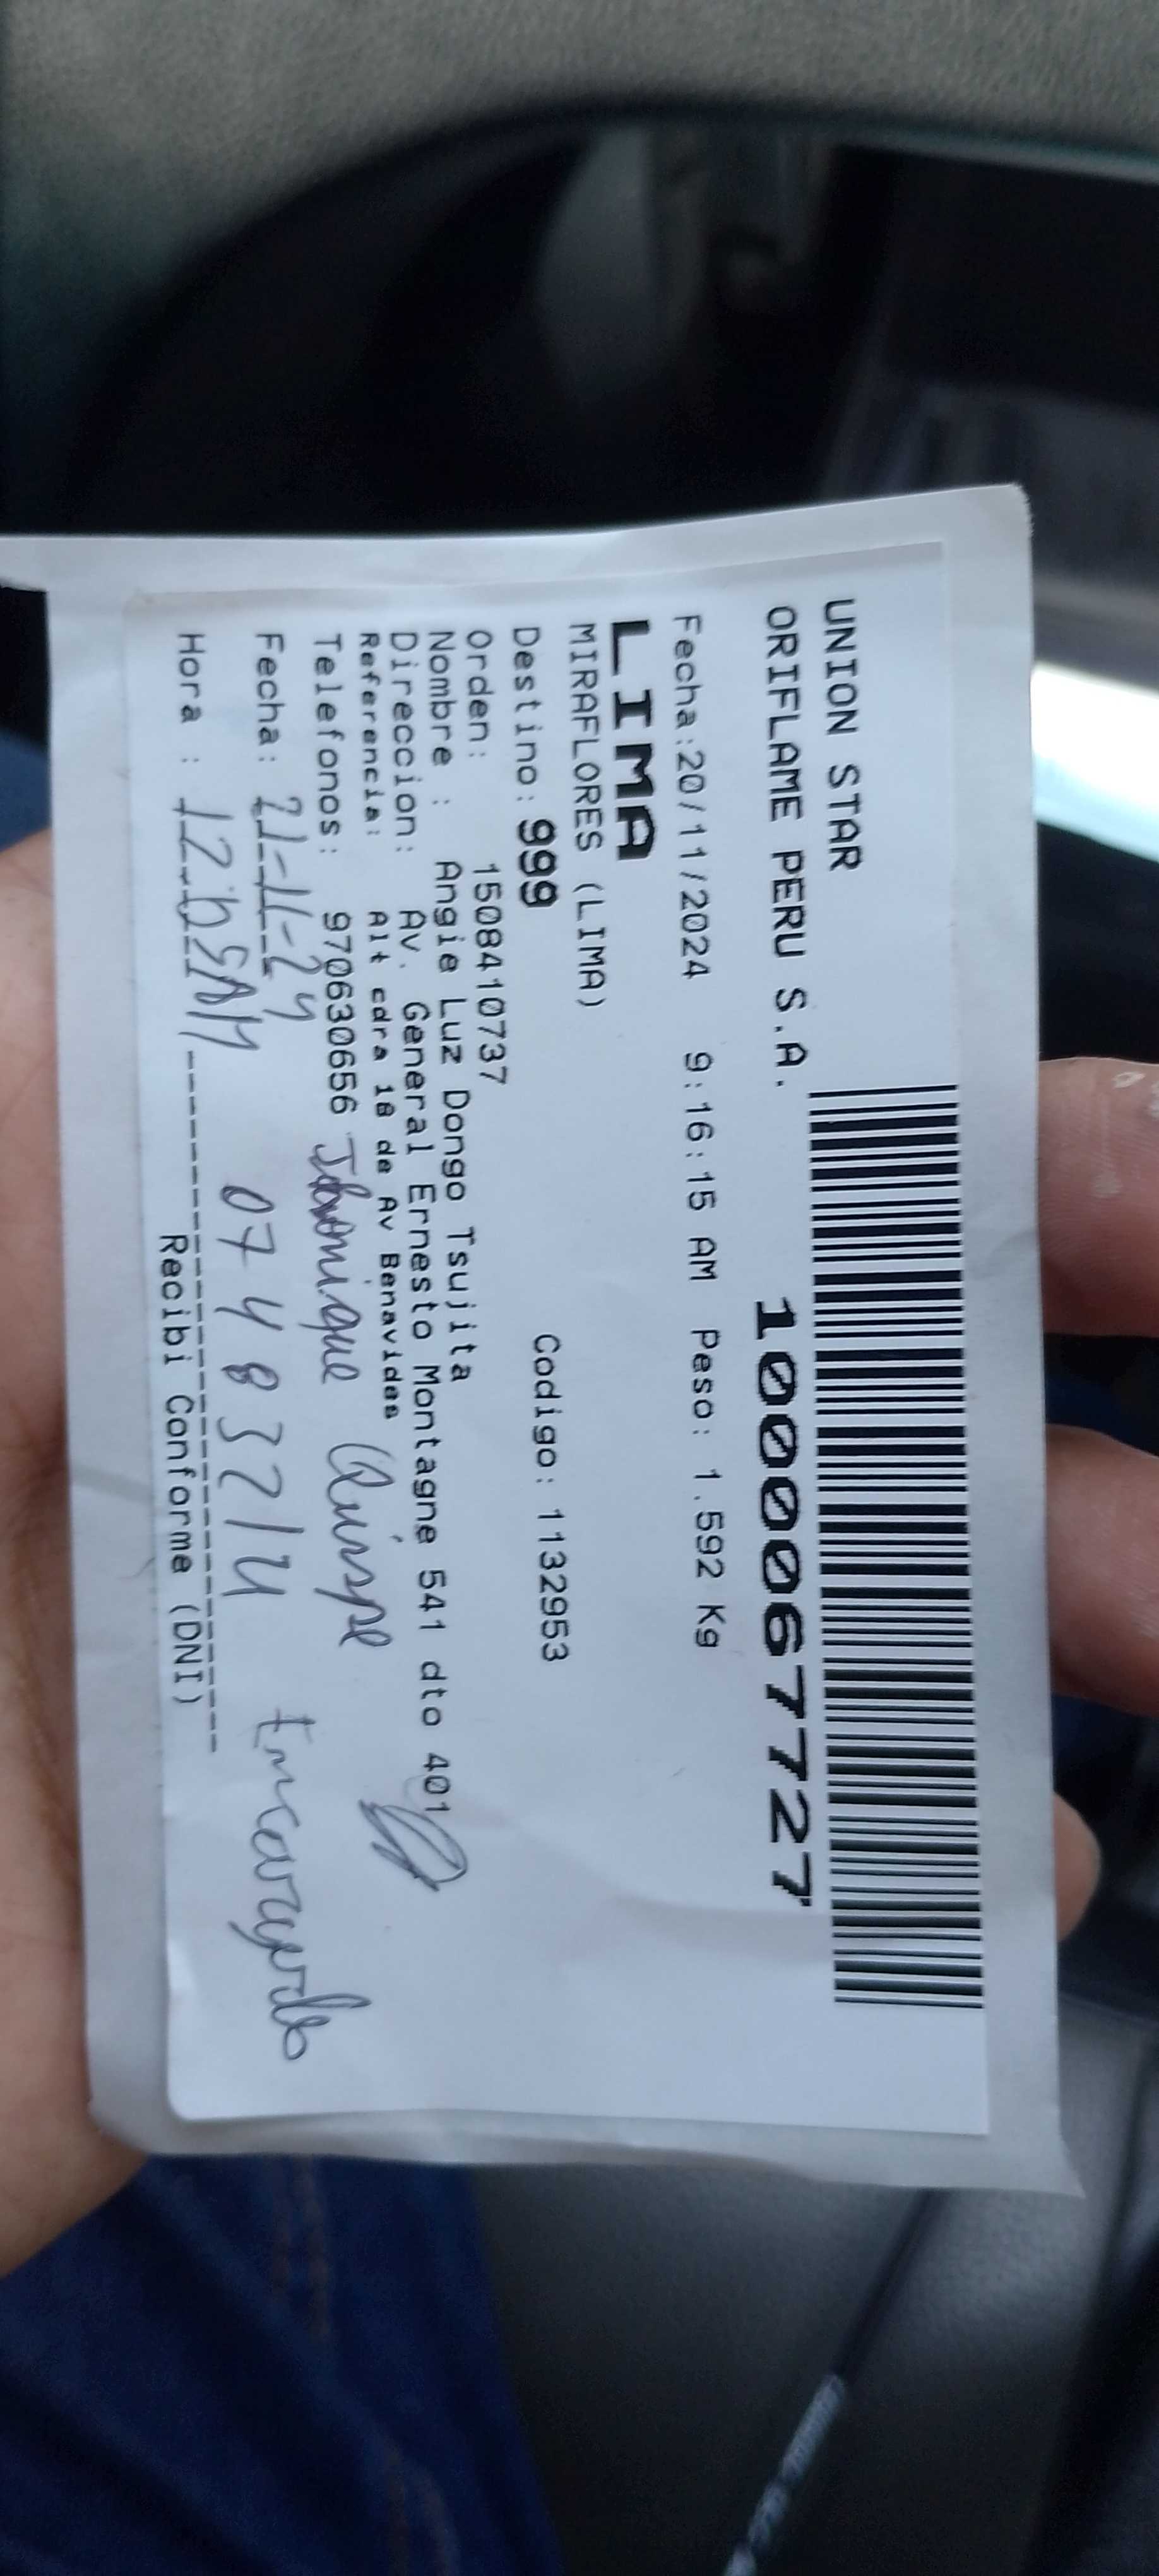 UNION STAR
ORIFLAME PERU S.A.
1000067727
Fecha:20/11/2024 9:16:15 AM Peso: 1.592 Kg
LIMA
MIRAFLORES (LIMA)
Destino: 999 Codigo: 1132953
Orden: 1508410737
Nombre : Angie Luz Dongo Tsujita
Direccion: Av. General Ernesto Montagne 541 dto 401
Referencia: Alt cdra 18 de Av Benavides
Telefonos: 970630656 Quispe
Fecha: 21-11-24 Encargado
Hora : 12:
Recibi Conforme (DNI)